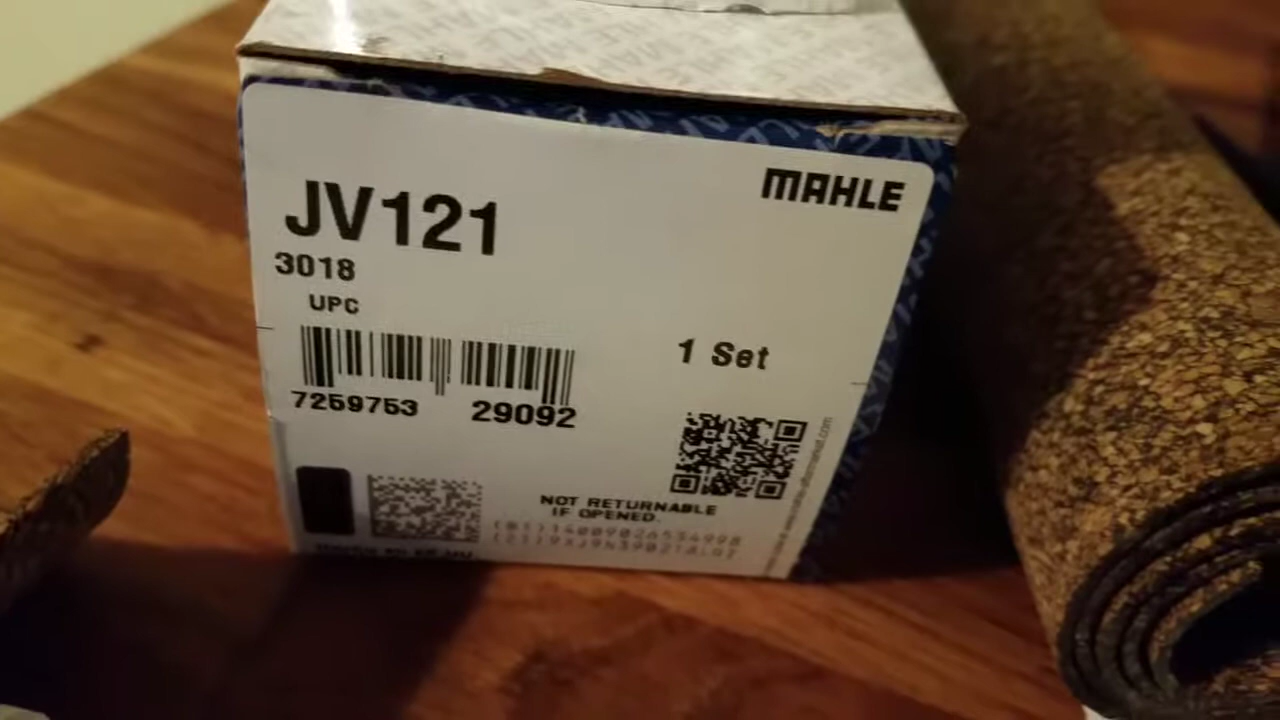 MAHLE
JV121
3018
UPC
1 Set
7259753 29092
NOT RETURNABLE
IF OPENED.